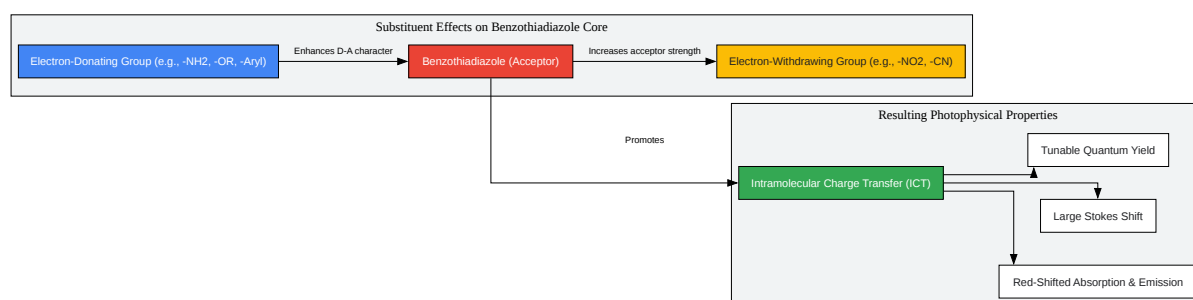 Substituent Effects on Benzothiadiazole Core
Electron-Donating Group (e.g., -NH2, -OR, -Aryl)
Enhances D-A character
Benzothiadiazole (Acceptor)
Increases acceptor strength
Electron-Withdrawing Group (e.g., -NO2, -CN)
Promotes
Resulting Photophysical Properties
Intramolecular Charge Transfer (ICT)
Tunable Quantum Yield
Large Stokes Shift
Red-Shifted Absorption & Emission